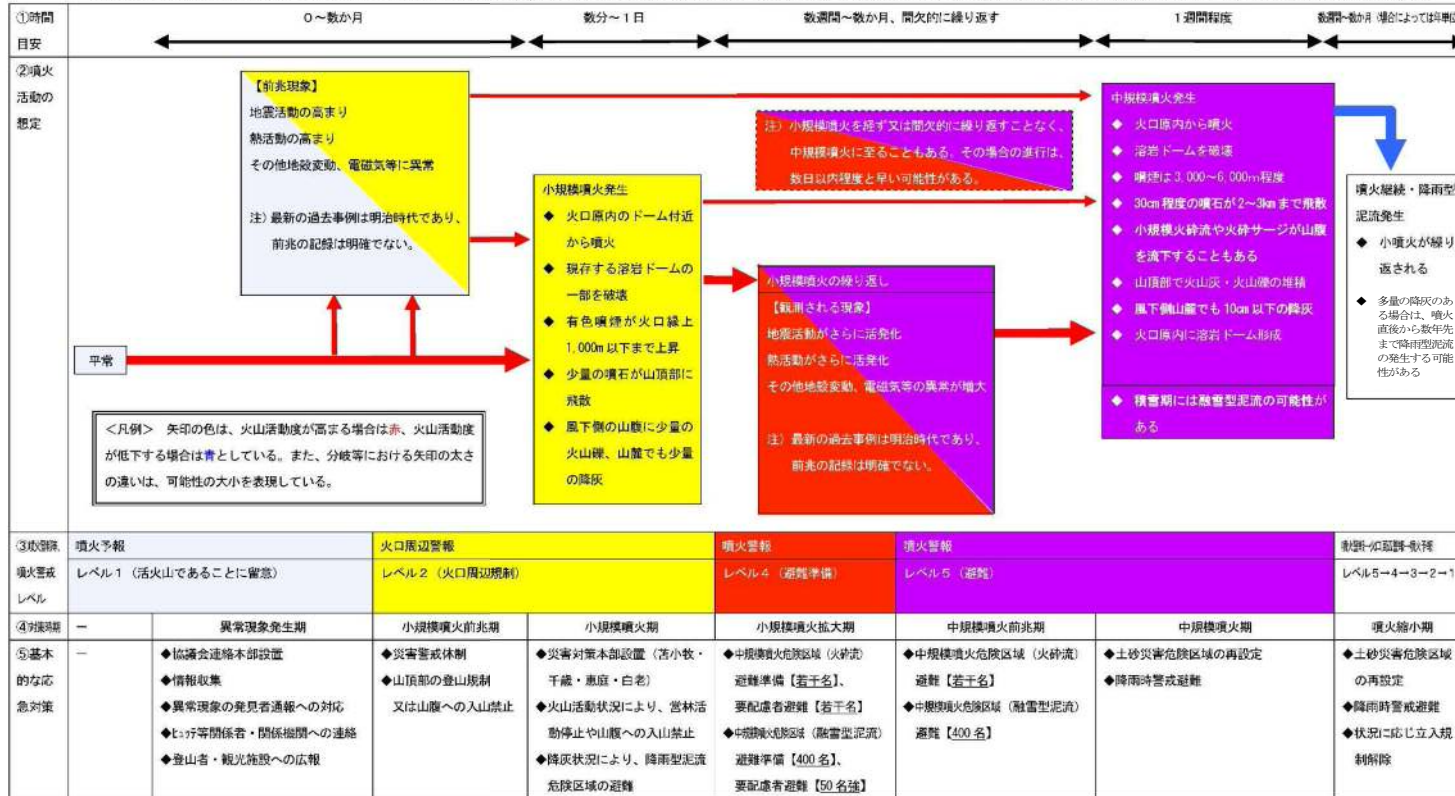 ①時間
目安
0～数か月
数分～1日
数週間～数か月、間欠的に繰り返す
1週間程度
数週間～数か月（場合によっては年単位
②噴火
活動の
想定
【前兆現象】
地震活動の高まり
熱活動の高まり
その他地殻変動、電磁気等に異常
注）最新の過去事例は明治時代であり、
前兆の記録は明確でない。
平常
＜凡例＞ 矢印の色は、火山活動度が高まる場合は赤、火山活動度
が低下する場合は青としている。また、分岐等における矢印の太さ
の違いは、可能性の大小を表現している。
小規模噴火発生
◆ 火口原内のドーム付近
から噴火
◆ 現存する溶岩ドームの
一部を破壊
◆ 有色噴煙が火口縁上
1,000m以下まで上昇
◆ 少量の噴石が山頂部に
飛散
◆ 風下側の山腹に少量の
火山礫、山麓でも少量
の降灰
注）小規模噴火を経ず又は間欠的に繰り返すことなく、
中規模噴火に至ることもある。その場合の進行は、
数日以内程度と早い可能性がある。
小規模噴火の繰り返し
【観測される現象】
地震活動がさらに活発化
熱活動がさらに活発化
その他地殻変動、電磁気等の異常が増大
注）最新の過去事例は明治時代であり、
前兆の記録は明確でない。
中規模噴火発生
◆ 火口原内から噴火
◆ 溶岩ドームを破壊
◆ 噴煙は3,000～6,000m程度
◆ 30cm程度の噴石が2～3kmまで飛散
◆ 小規模火砕流や火砕サージが山腹
を流下することもある
◆ 山頂部で火山灰・火山礫の堆積
◆ 風下側山麓でも10cm以下の降灰
◆ 火口原内に溶岩ドーム形成
◆ 積雪期には融雪型泥流の可能性が
ある
噴火継続・降雨型
泥流発生
◆ 小噴火が繰り
返される
◆ 多量の降灰のあ
る場合は、噴火
直後から数年先
まで降雨型泥流
の発生する可能
性がある
噴火警戒
レベル
噴火予報
レベル1（活火山であることに留意）
火口周辺警報
レベル2（火口周辺規制）
噴火警報
レベル4（避難準備）
噴火警報
レベル5（避難）
レベル5→4→3→2→1
④対策時期
－
異常現象発生期
小規模噴火前兆期
小規模噴火期
小規模噴火拡大期
中規模噴火前兆期
中規模噴火期
噴火縮小期
⑤基本
的な応
急対策
－
◆協議会連絡本部設置
◆情報収集
◆異常現象の発見者通報への対応
◆ﾋｭｯﾃ等関係者・関係機関への連絡
◆登山者・観光施設への広報
◆災害警戒体制
◆山頂部の登山規制
又は山腹への入山禁止
◆災害対策本部設置（苫小牧・
千歳・恵庭・白老）
◆火山活動状況により、営林活
動停止や山腹への入山禁止
◆降灰状況により、降雨型泥流
危険区域の避難
◆中規模噴火危険区域（火砕流）
避難準備【若干名】、
要配慮者避難【若干名】
◆中規模噴火危険区域（融雪型泥流）
避難準備【400名】、
要配慮者避難【50名強】
◆中規模噴火危険区域（火砕流）
避難【若干名】
◆中規模噴火危険区域（融雪型泥流）
避難【400名】
◆土砂災害危険区域の再設定
◆降雨時警戒避難
◆土砂災害危険区域
の再設定
◆降雨時警戒避難
◆状況に応じ立入規
制解除